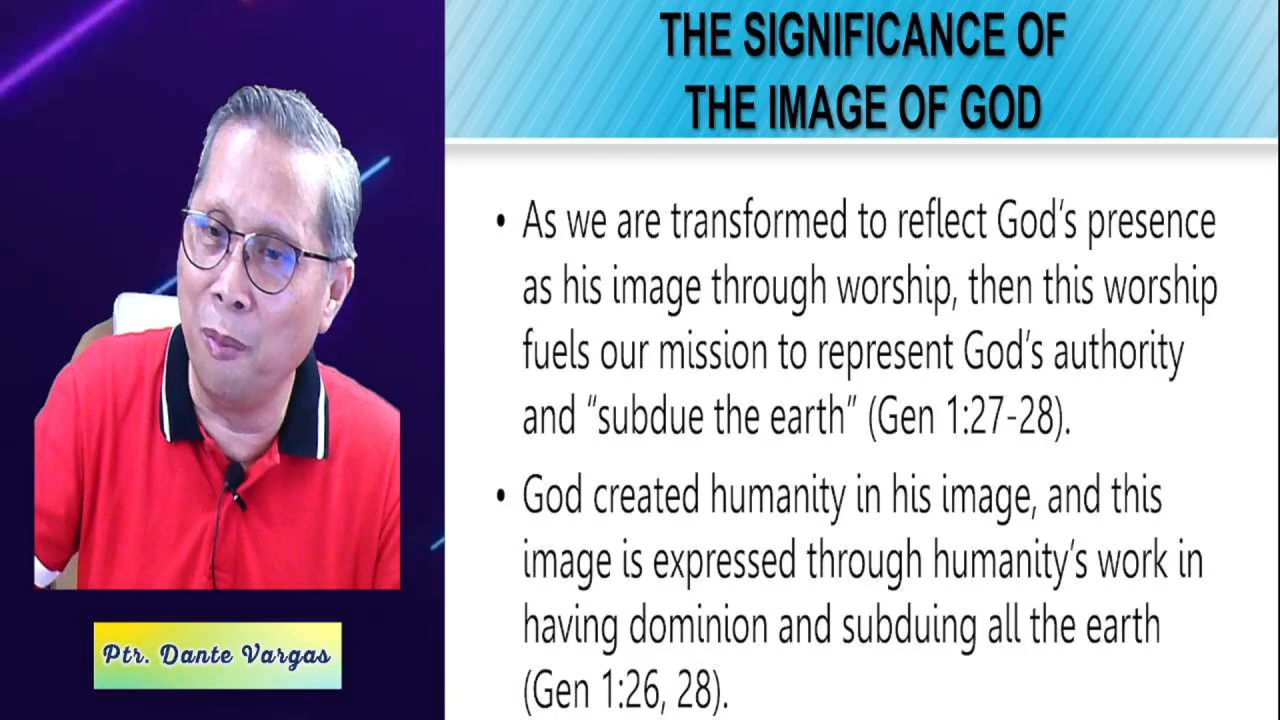 THE SIGNIFICANCE OF
THE IMAGE OF GOD
• As we are transformed to reflect God’s presence
as his image through worship, then this worship
fuels our mission to represent God’s authority
and “subdue the earth” (Gen 1:27-28).
• God created humanity in his image, and this
image is expressed through humanity’s work in
having dominion and subduing all the earth
(Gen 1:26, 28).
Ptr. Dante Vargas